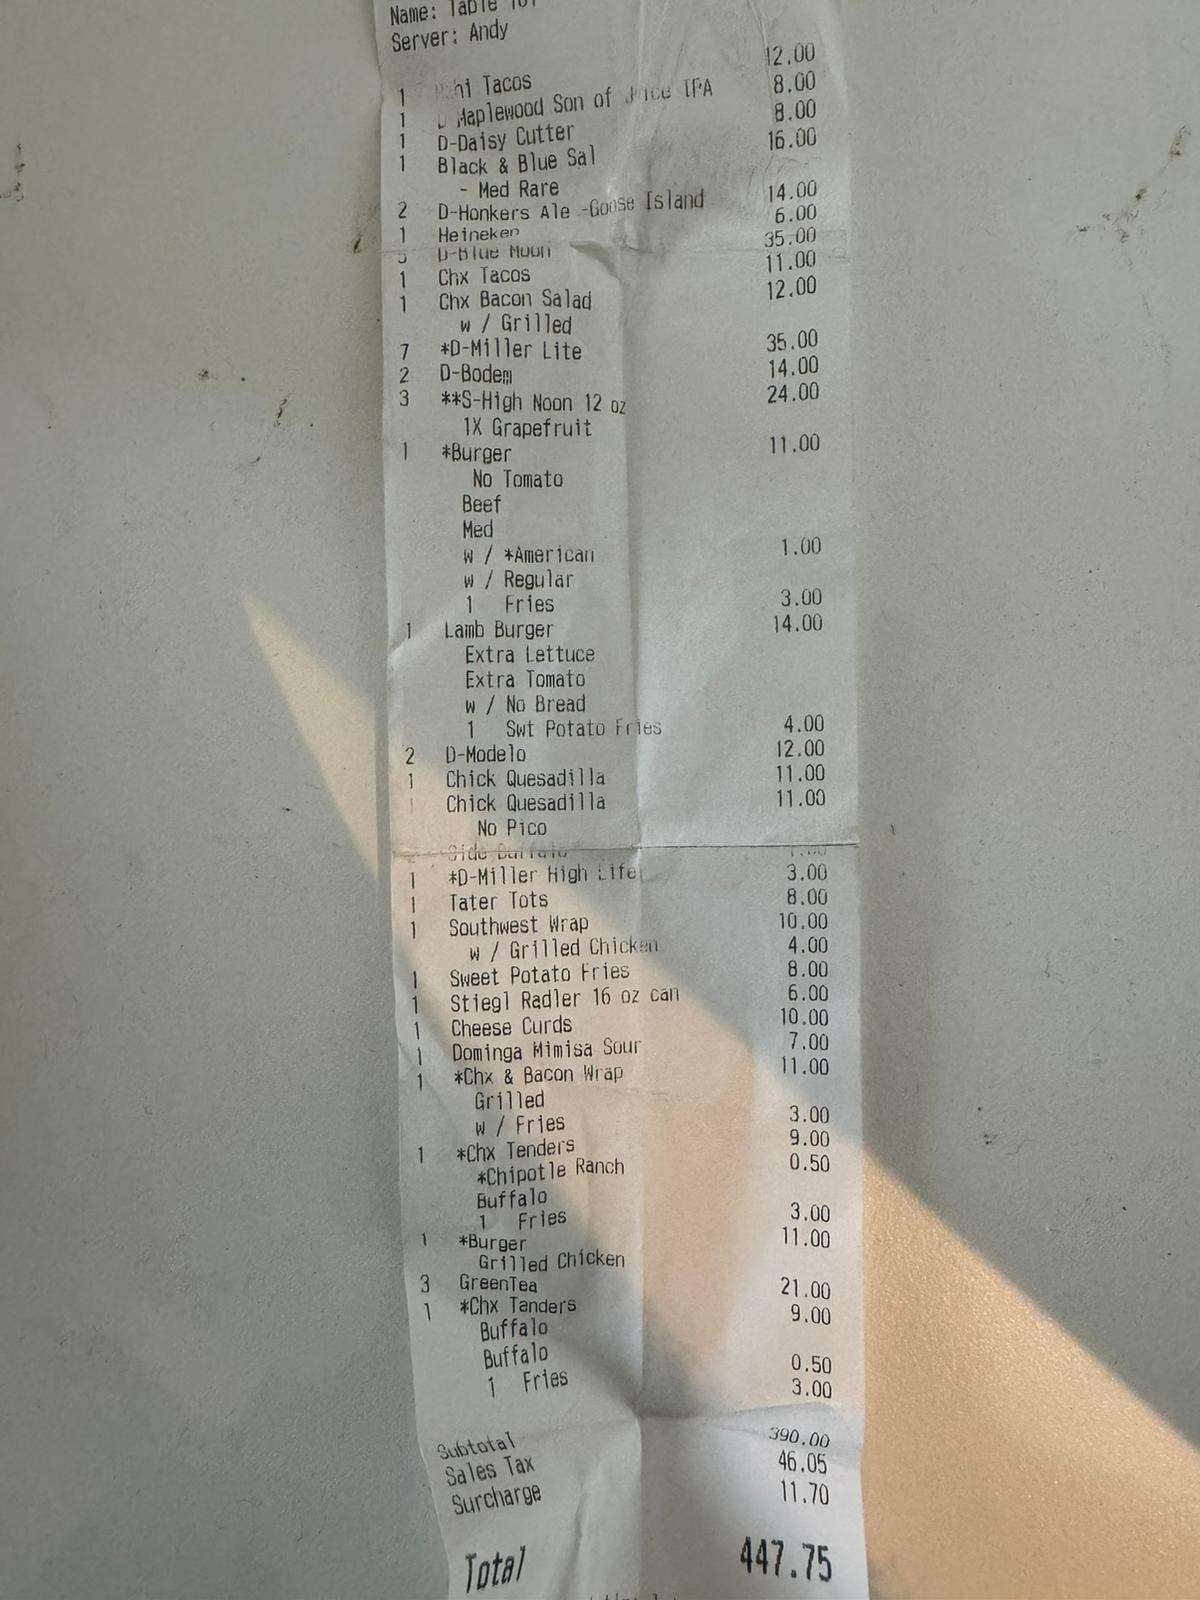 Name: Table
Server: Andy
1 Tacos 12.00
1 Maplewood Son of IPA 8.00
1 D-Daisy Cutter 8.00
1 Black & Blue Sal 16.00
- Med Rare
2 D-Honkers Ale -Goose Island 14.00
1 Heineken 6.00
D-Blue Moon 35.00
1 Chx Tacos 11.00
1 Chx Bacon Salad 12.00
w / Grilled
7 *D-Miller Lite 35.00
2 D-Bodem 14.00
3 **S-High Noon 12 oz 24.00
1X Grapefruit
1 *Burger 11.00
No Tomato
Beef
Med
w / *American 1.00
w / Regular
1 Fries 3.00
1 Lamb Burger 14.00
Extra Lettuce
Extra Tomato
w / No Bread
1 Swt Potato Fries 4.00
2 D-Modelo 12.00
1 Chick Quesadilla 11.00
1 Chick Quesadilla 11.00
No Pico
Side Buffalo
1 *D-Miller High Life 3.00
1 Tater Tots 8.00
1 Southwest Wrap 10.00
w / Grilled Chicken 4.00
1 Sweet Potato Fries 8.00
1 Stiegl Radler 16 oz can 6.00
1 Cheese Curds 10.00
1 Dominga Mimisa Sour 7.00
1 *Chx & Bacon Wrap 11.00
Grilled
w / Fries 3.00
1 *Chx Tenders 9.00
*Chipotle Ranch 0.50
Buffalo
1 Fries 3.00
1 *Burger 11.00
Grilled Chicken
3 GreenTea 21.00
1 *Chx Tenders 9.00
Buffalo
Buffalo 0.50
1 Fries 3.00
Subtotal 390.00
Sales Tax 46.05
Surcharge 11.70
Total 447.75